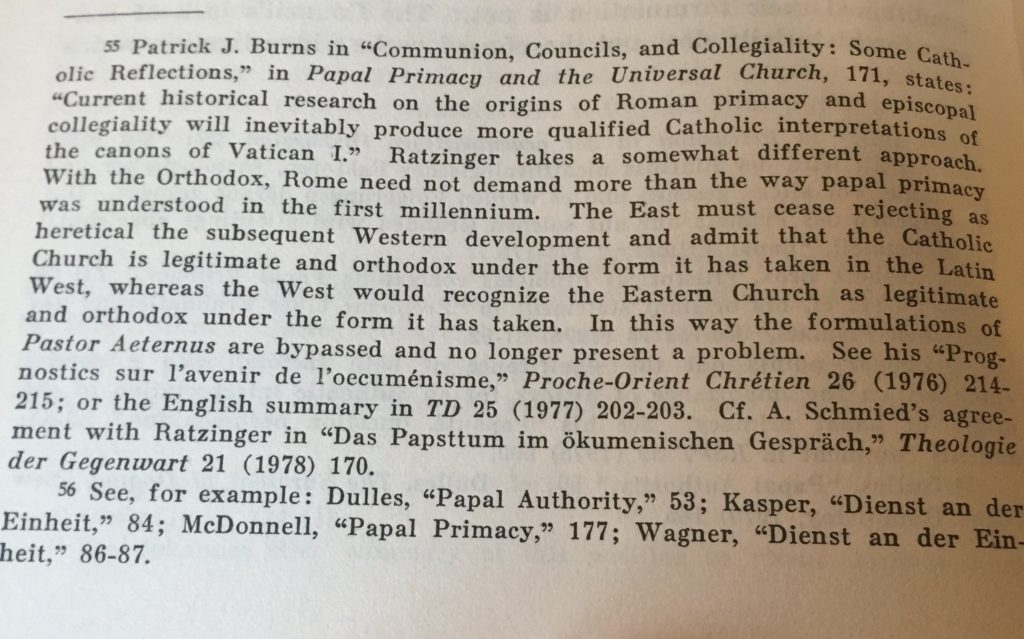 55 Patrick J. Burns in “Communion, Councils, and Collegiality: Some Cath-
olic Reflections,” in Papal Primacy and the Universal Church, 171, states:
“Current historical research on the origins of Roman primacy and episcopal
collegiality will inevitably produce more qualified Catholic interpretations of
the canons of Vatican I.” Ratzinger takes a somewhat different approach.
With the Orthodox, Rome need not demand more than the way papal primacy
was understood in the first millennium. The East must cease rejecting as
heretical the subsequent Western development and admit that the Catholic
Church is legitimate and orthodox under the form it has taken in the Latin
West, whereas the West would recognize the Eastern Church as legitimate
and orthodox under the form it has taken. In this way the formulations of
Pastor Aeternus are bypassed and no longer present a problem. See his “Prog-
nostics sur l’avenir de l’oecuménisme,” Proche-Orient Chrétien 26 (1976) 214-
215; or the English summary in TD 25 (1977) 202-203. Cf. A. Schmied’s agree-
ment with Ratzinger in “Das Papsttum im ökumenischen Gespräch,” Theologie
der Gegenwart 21 (1978) 170.
56 See, for example: Dulles, “Papal Authority,” 53; Kasper, “Dienst an der
Einheit,” 84; McDonnell, “Papal Primacy,” 177; Wagner, “Dienst an der Ein-
heit,” 86-87.